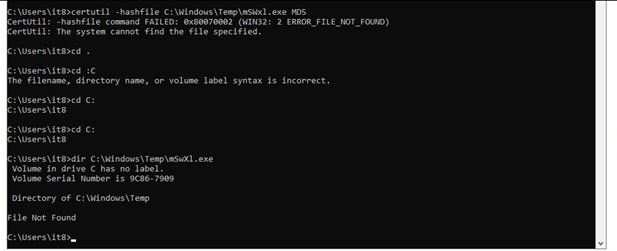 C:\Users\it8>certutil -hashfile C:\Windows\Temp\mSWxl.exe MD5
CertUtil: -hashfile command FAILED: 0x80070002 (WIN32: 2 ERROR_FILE_NOT_FOUND)
CertUtil: The system cannot find the file specified.
C:\Users\it8>cd .
C:\Users\it8>cd :C
The filename, directory name, or volume label syntax is incorrect.
C:\Users\it8>cd C:
C:\Users\it8
C:\Users\it8>cd C:
C:\Users\it8
C:\Users\it8>dir C:\Windows\Temp\mSwXl.exe
Volume in drive C has no label.
Volume Serial Number is 9C86-7909
Directory of C:\Windows\Temp
File Not Found
C:\Users\it8>